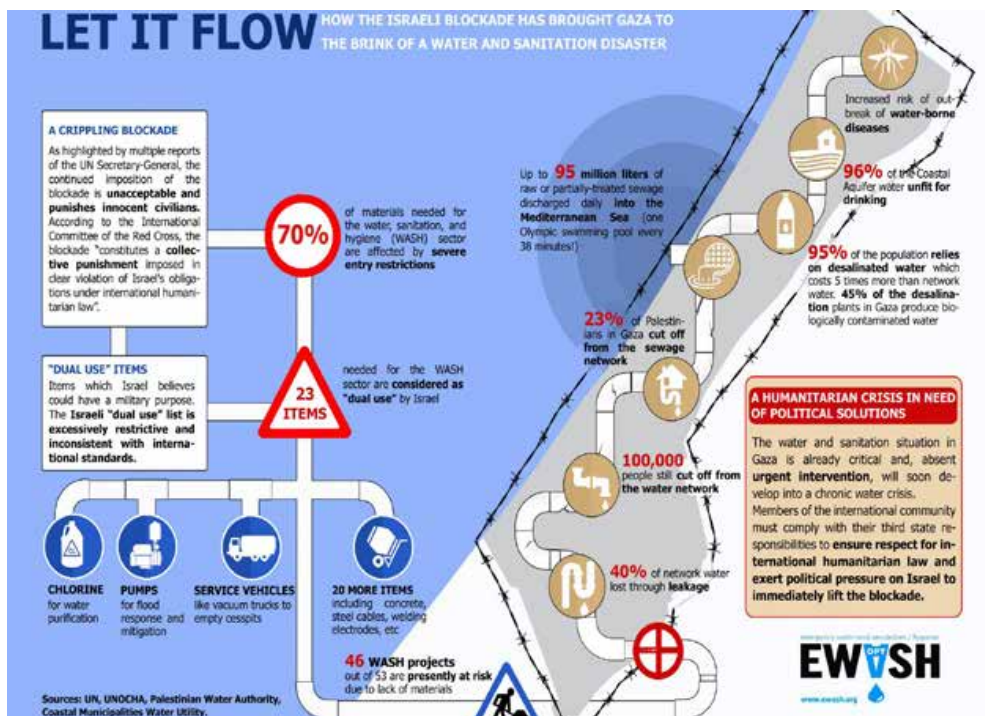 LET IT FLOW
HOW THE ISRAELI BLOCKADE HAS BROUGHT GAZA TO
THE BRINK OF A WATER AND SANITATION DISASTER
A CRIPPLING BLOCKADE
As highlighted by multiple reports
of the UN Secretary-General, the
continued imposition of the
blockade is unacceptable and
punishes innocent civilians.
According to the International
Committee of the Red Cross, the
blockade "constitutes a collec-
tive punishment imposed in
clear violation of Israel's obliga-
tions under international humani-
tarian law".
70%
of materials needed for
the water, sanitation, and
hygiene (WASH) sector
are affected by severe
entry restrictions
"DUAL USE" ITEMS
Items which Israel believes
could have a military purpose.
The Israeli "dual use" list is
excessively restrictive and
inconsistent with interna-
tional standards.
23
ITEMS
needed for the WASH
sector are considered as
"dual use" by Israel
CHLORINE
for water
purification
PUMPS
for flood
response and
mitigation
SERVICE VEHICLES
like vacuum trucks to
empty cesspits
20 MORE ITEMS
including concrete,
steel cables, welding
electrodes, etc
46 WASH projects
out of 53 are presently at risk
due to lack of materials
Sources: UN, UNOCHA, Palestinian Water Authority,
Coastal Municipalities Water Utility.
Increased risk of out-
break of water-borne
diseases
96% of the Coastal
Aquifer water unfit for
drinking
Up to 95 million liters of
raw or partially-treated sewage
discharged daily into the
Mediterranean Sea (one
Olympic swimming pool every
38 minutes!)
95% of the population relies
on desalinated water which
costs 5 times more than network
water. 45% of the desalina-
tion plants in Gaza produce bio-
logically contaminated water
23% of Palestin-
ians in Gaza cut off
from the sewage
network
100,000
people still cut off from
the water network
40% of network water
lost through leakage
A HUMANITARIAN CRISIS IN NEED
OF POLITICAL SOLUTIONS
The water and sanitation situation in
Gaza is already critical and, absent
urgent intervention, will soon de-
velop into a chronic water crisis.
Members of the international community
must comply with their third state re-
sponsibilities to ensure respect for in-
ternational humanitarian law and
exert political pressure on Israel to
immediately lift the blockade.
EWASH
OPT
www.ewash.org